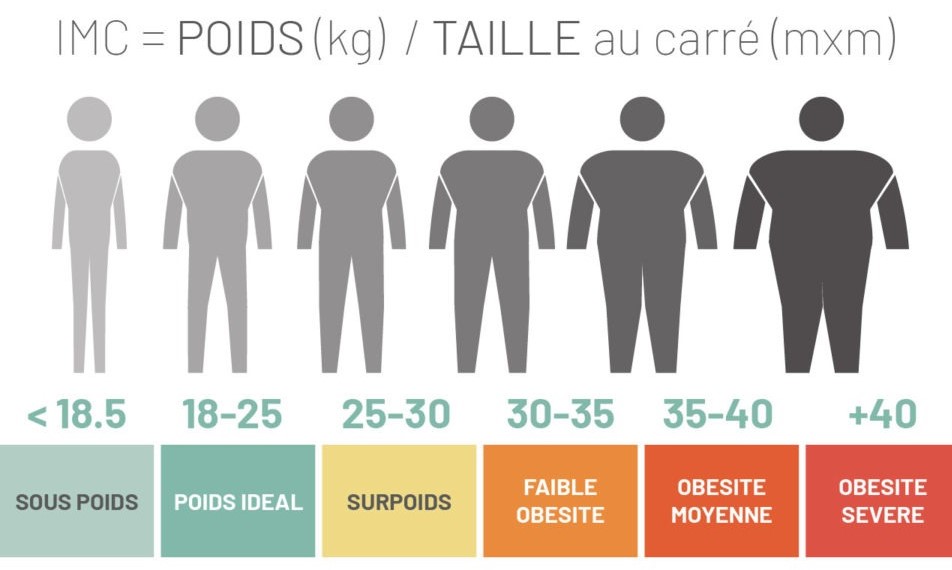 IMC = POIDS (kg) / TAILLE au carré (mxm)
< 18.5
18-25
25-30
30-35
35-40
+40
SOUS POIDS
POIDS IDEAL
SURPOIDS
FAIBLE
OBESITE
OBESITE
MOYENNE
OBESITE
SEVERE